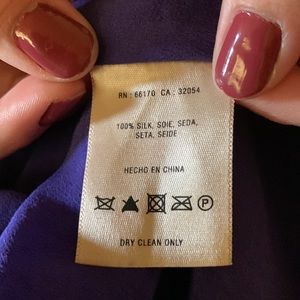 RN : 66170 CA : 32054
100% SILK, SOIE, SEDA,
SETA, SEIDE
HECHO EN CHINA
P
DRY CLEAN ONLY